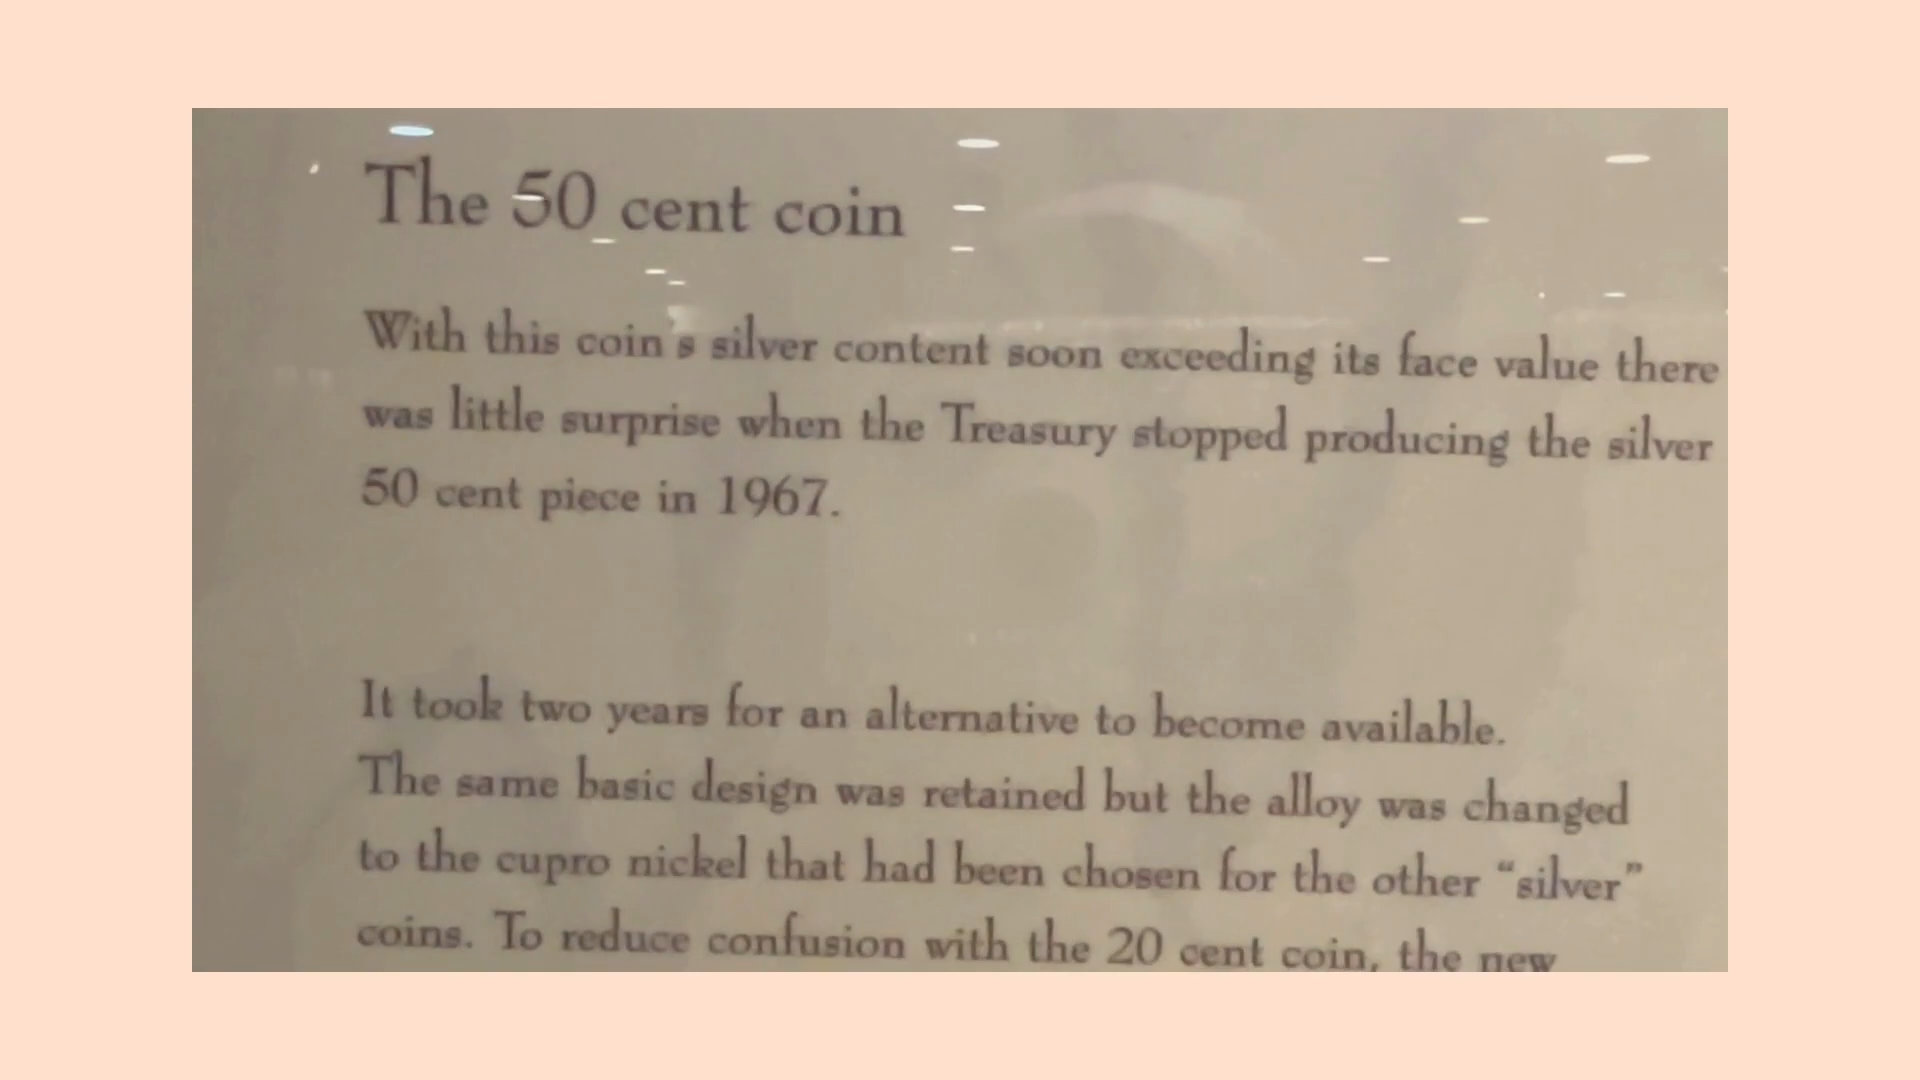 The 50 cent coin
With this coin's silver content soon exceeding its face value there
was little surprise when the Treasury stopped producing the silver
50 cent piece in 1967.
It took two years for an alternative to become available.
The same basic design was retained but the alloy was changed
to the cupro nickel that had been chosen for the other “silver”
coins. To reduce confusion with the 20 cent coin, the new